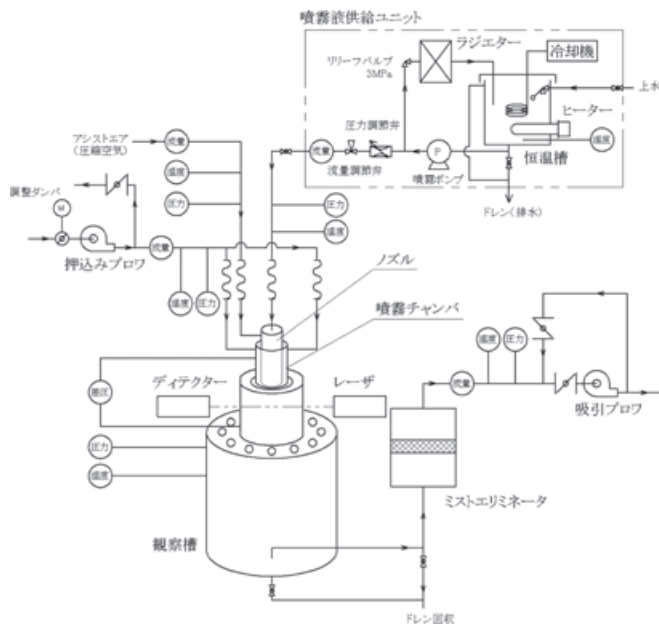 噴霧液供給ユニット
ラジエター
冷却機
リリーフバルブ
3MPa
上水
ヒーター
温度
恒温槽
圧力調節弁
流量
流量調節弁
P
噴霧ポンプ
ドレン(排水)
アシストエア
(圧縮空気)
流量
温度
圧力
調整ダンパ
M
押込みブロワ
流量
温度
圧力
圧力
温度
ノズル
噴霧チャンバ
差圧
ディテクター
レーザ
圧力
温度
観察槽
流量
温度
圧力
吸引ブロワ
ミストエリミネータ
ドレン回収